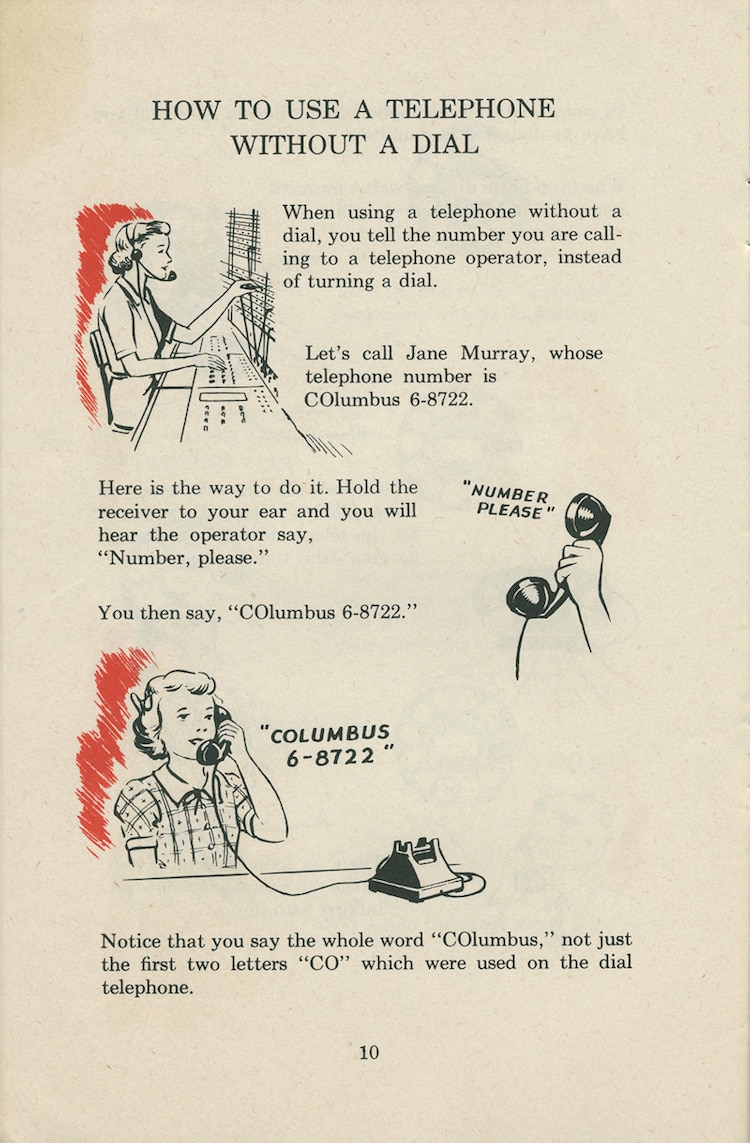 HOW TO USE A TELEPHONE
WITHOUT A DIAL
When using a telephone without a
dial, you tell the number you are call-
ing to a telephone operator, instead
of turning a dial.
Let's call Jane Murray, whose
telephone number is
COlumbus 6-8722.
Here is the way to do it. Hold the
receiver to your ear and you will
hear the operator say,
“Number, please.”
"NUMBER
PLEASE"
You then say, “COlumbus 6-8722.”
"COLUMBUS
6-8722"
Notice that you say the whole word “COlumbus,” not just
the first two letters “CO” which were used on the dial
telephone.
10